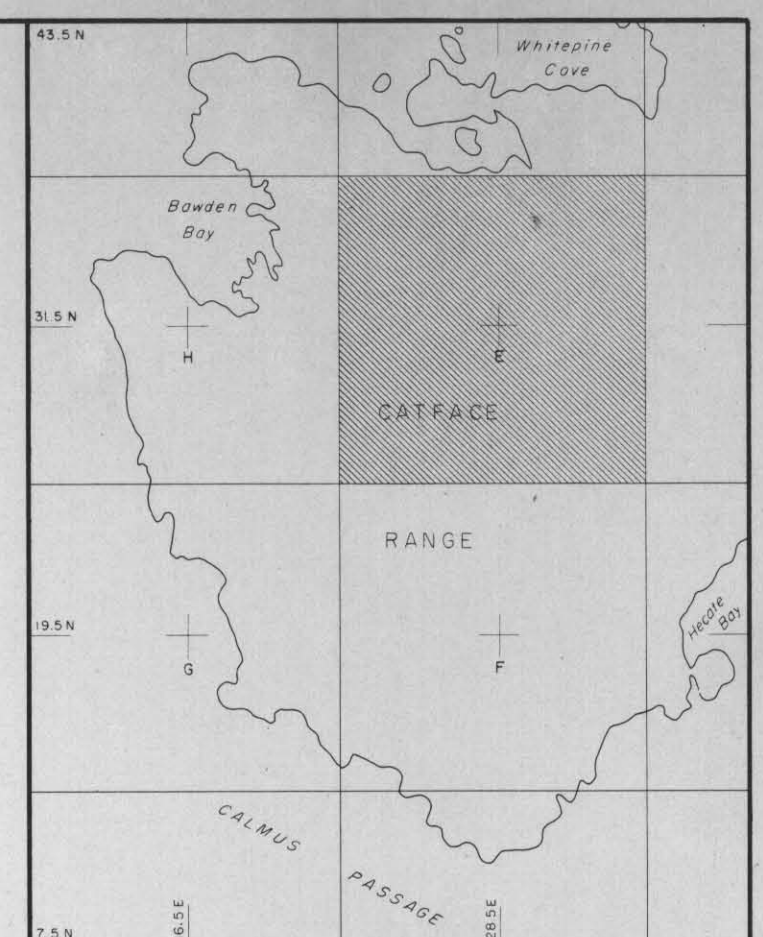 43.5 N
Whitepine
Cove
Bawden
Bay
31.5 N
H
E
CATFACE
RANGE
Hecate
Bay
19.5 N
G
F
CALMUS
PASSAGE
7.5 N
6.5 E
28.5 E